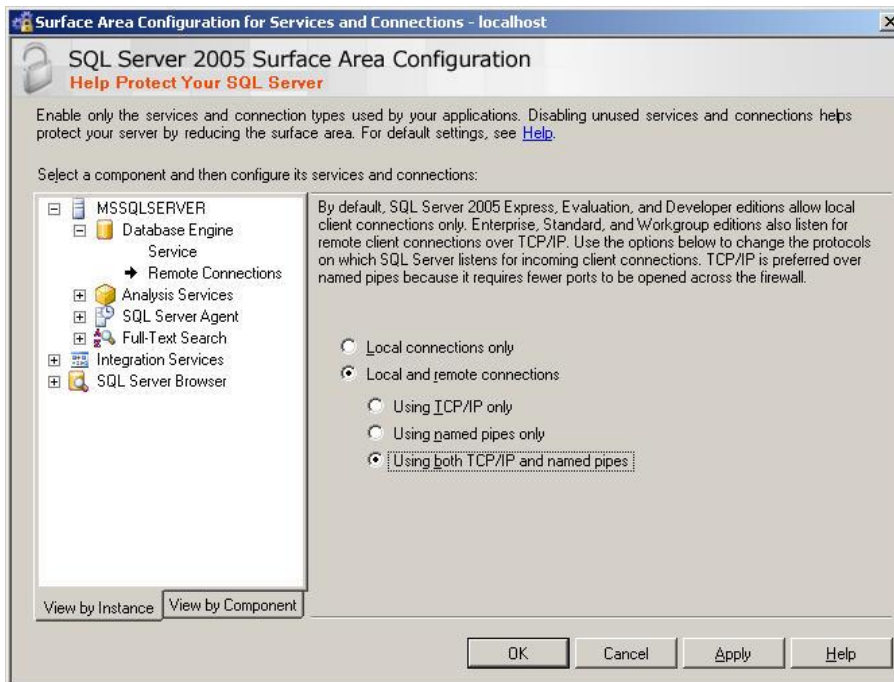 Surface Area Configuration for Services and Connections - localhost
SQL Server 2005 Surface Area Configuration
Help Protect Your SQL Server
Enable only the services and connection types used by your applications. Disabling unused services and connections helps
protect your server by reducing the surface area. For default settings, see Help.
Select a component and then configure its services and connections:
MSSQLSERVER
Database Engine
Service
Remote Connections
Analysis Services
SQL Server Agent
Full-Text Search
Integration Services
SQL Server Browser
View by Instance
View by Component
By default, SQL Server 2005 Express, Evaluation, and Developer editions allow local
client connections only. Enterprise, Standard, and Workgroup editions also listen for
remote client connections over TCP/IP. Use the options below to change the protocols
on which SQL Server listens for incoming client connections. TCP/IP is preferred over
named pipes because it requires fewer ports to be opened across the firewall.
Local connections only
Local and remote connections
Using TCP/IP only
Using named pipes only
Using both TCP/IP and named pipes
OK
Cancel
Apply
Help